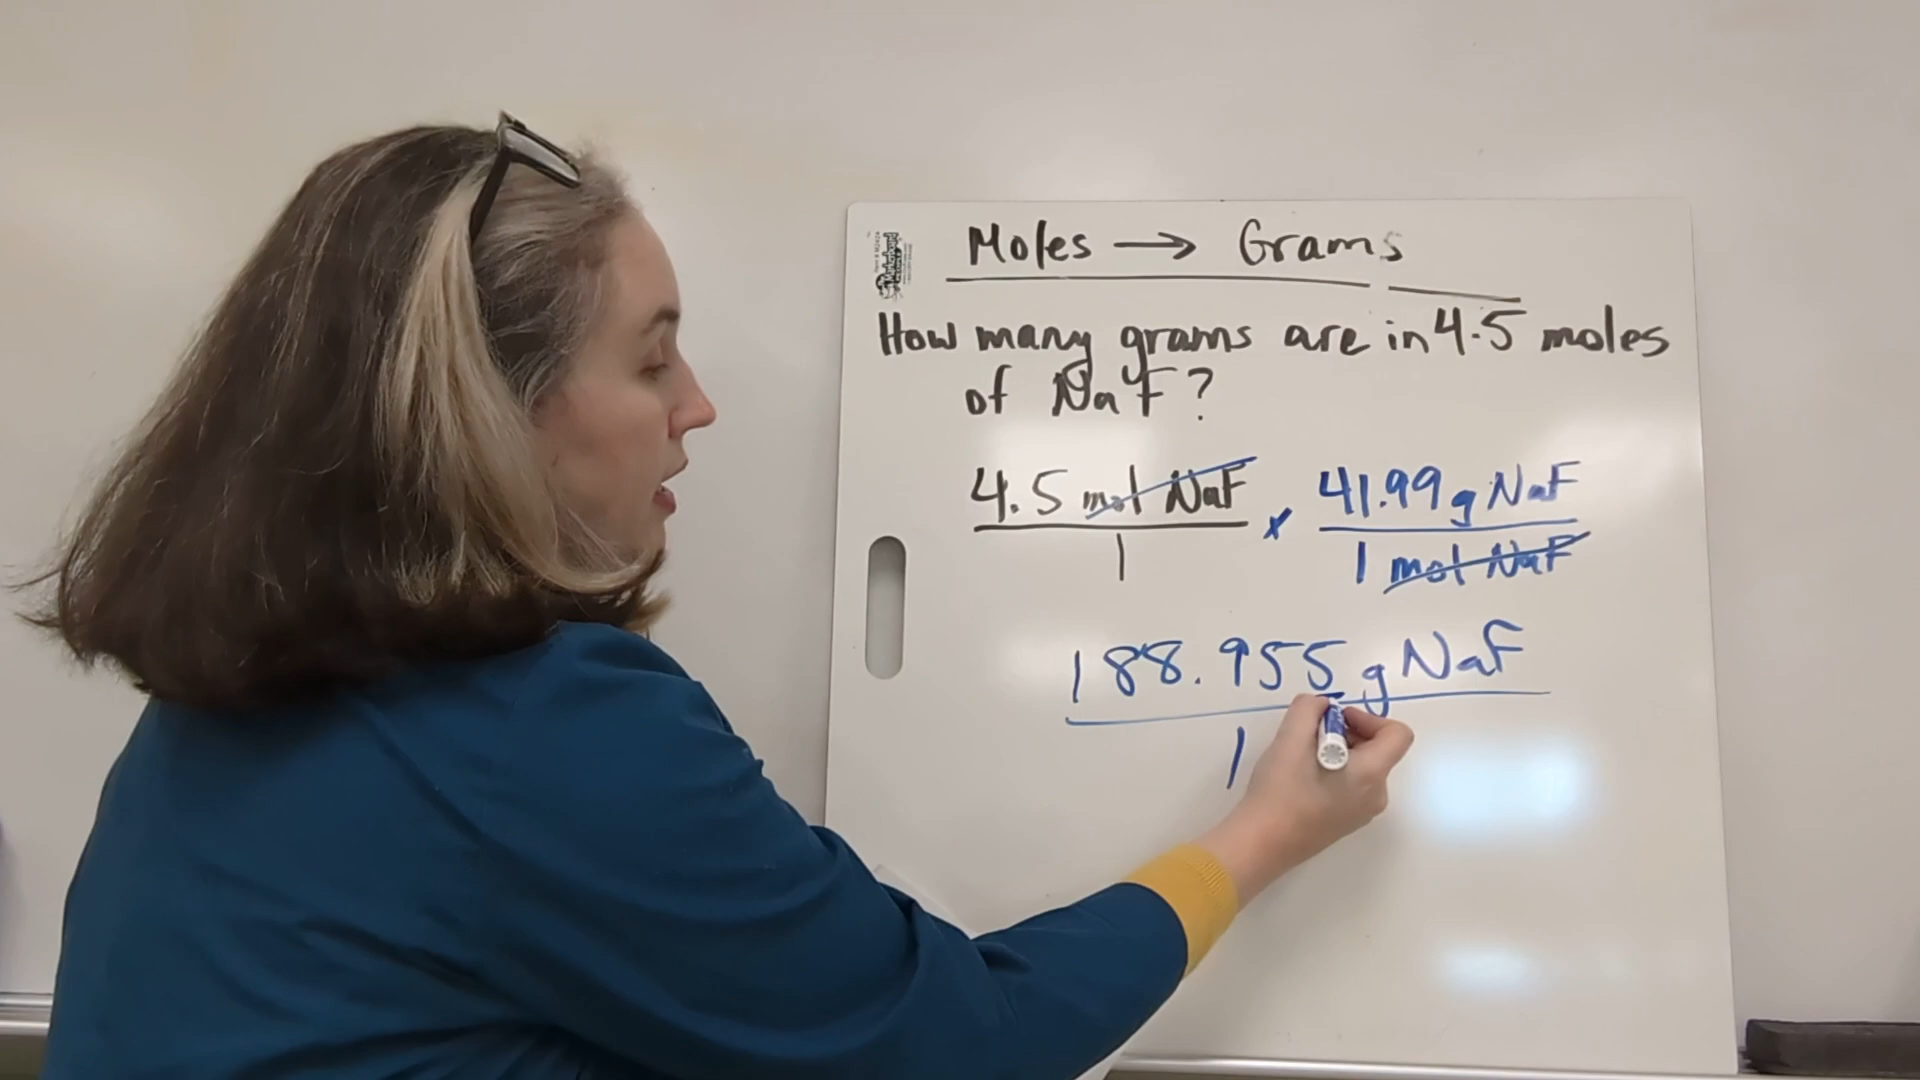 Moles → Grams
How many grams are in 4.5 moles
of NaF?
4.5 mol NaF × 41.99 g NaF
1 1 mol NaF
188.955 g NaF
1
Markerboard